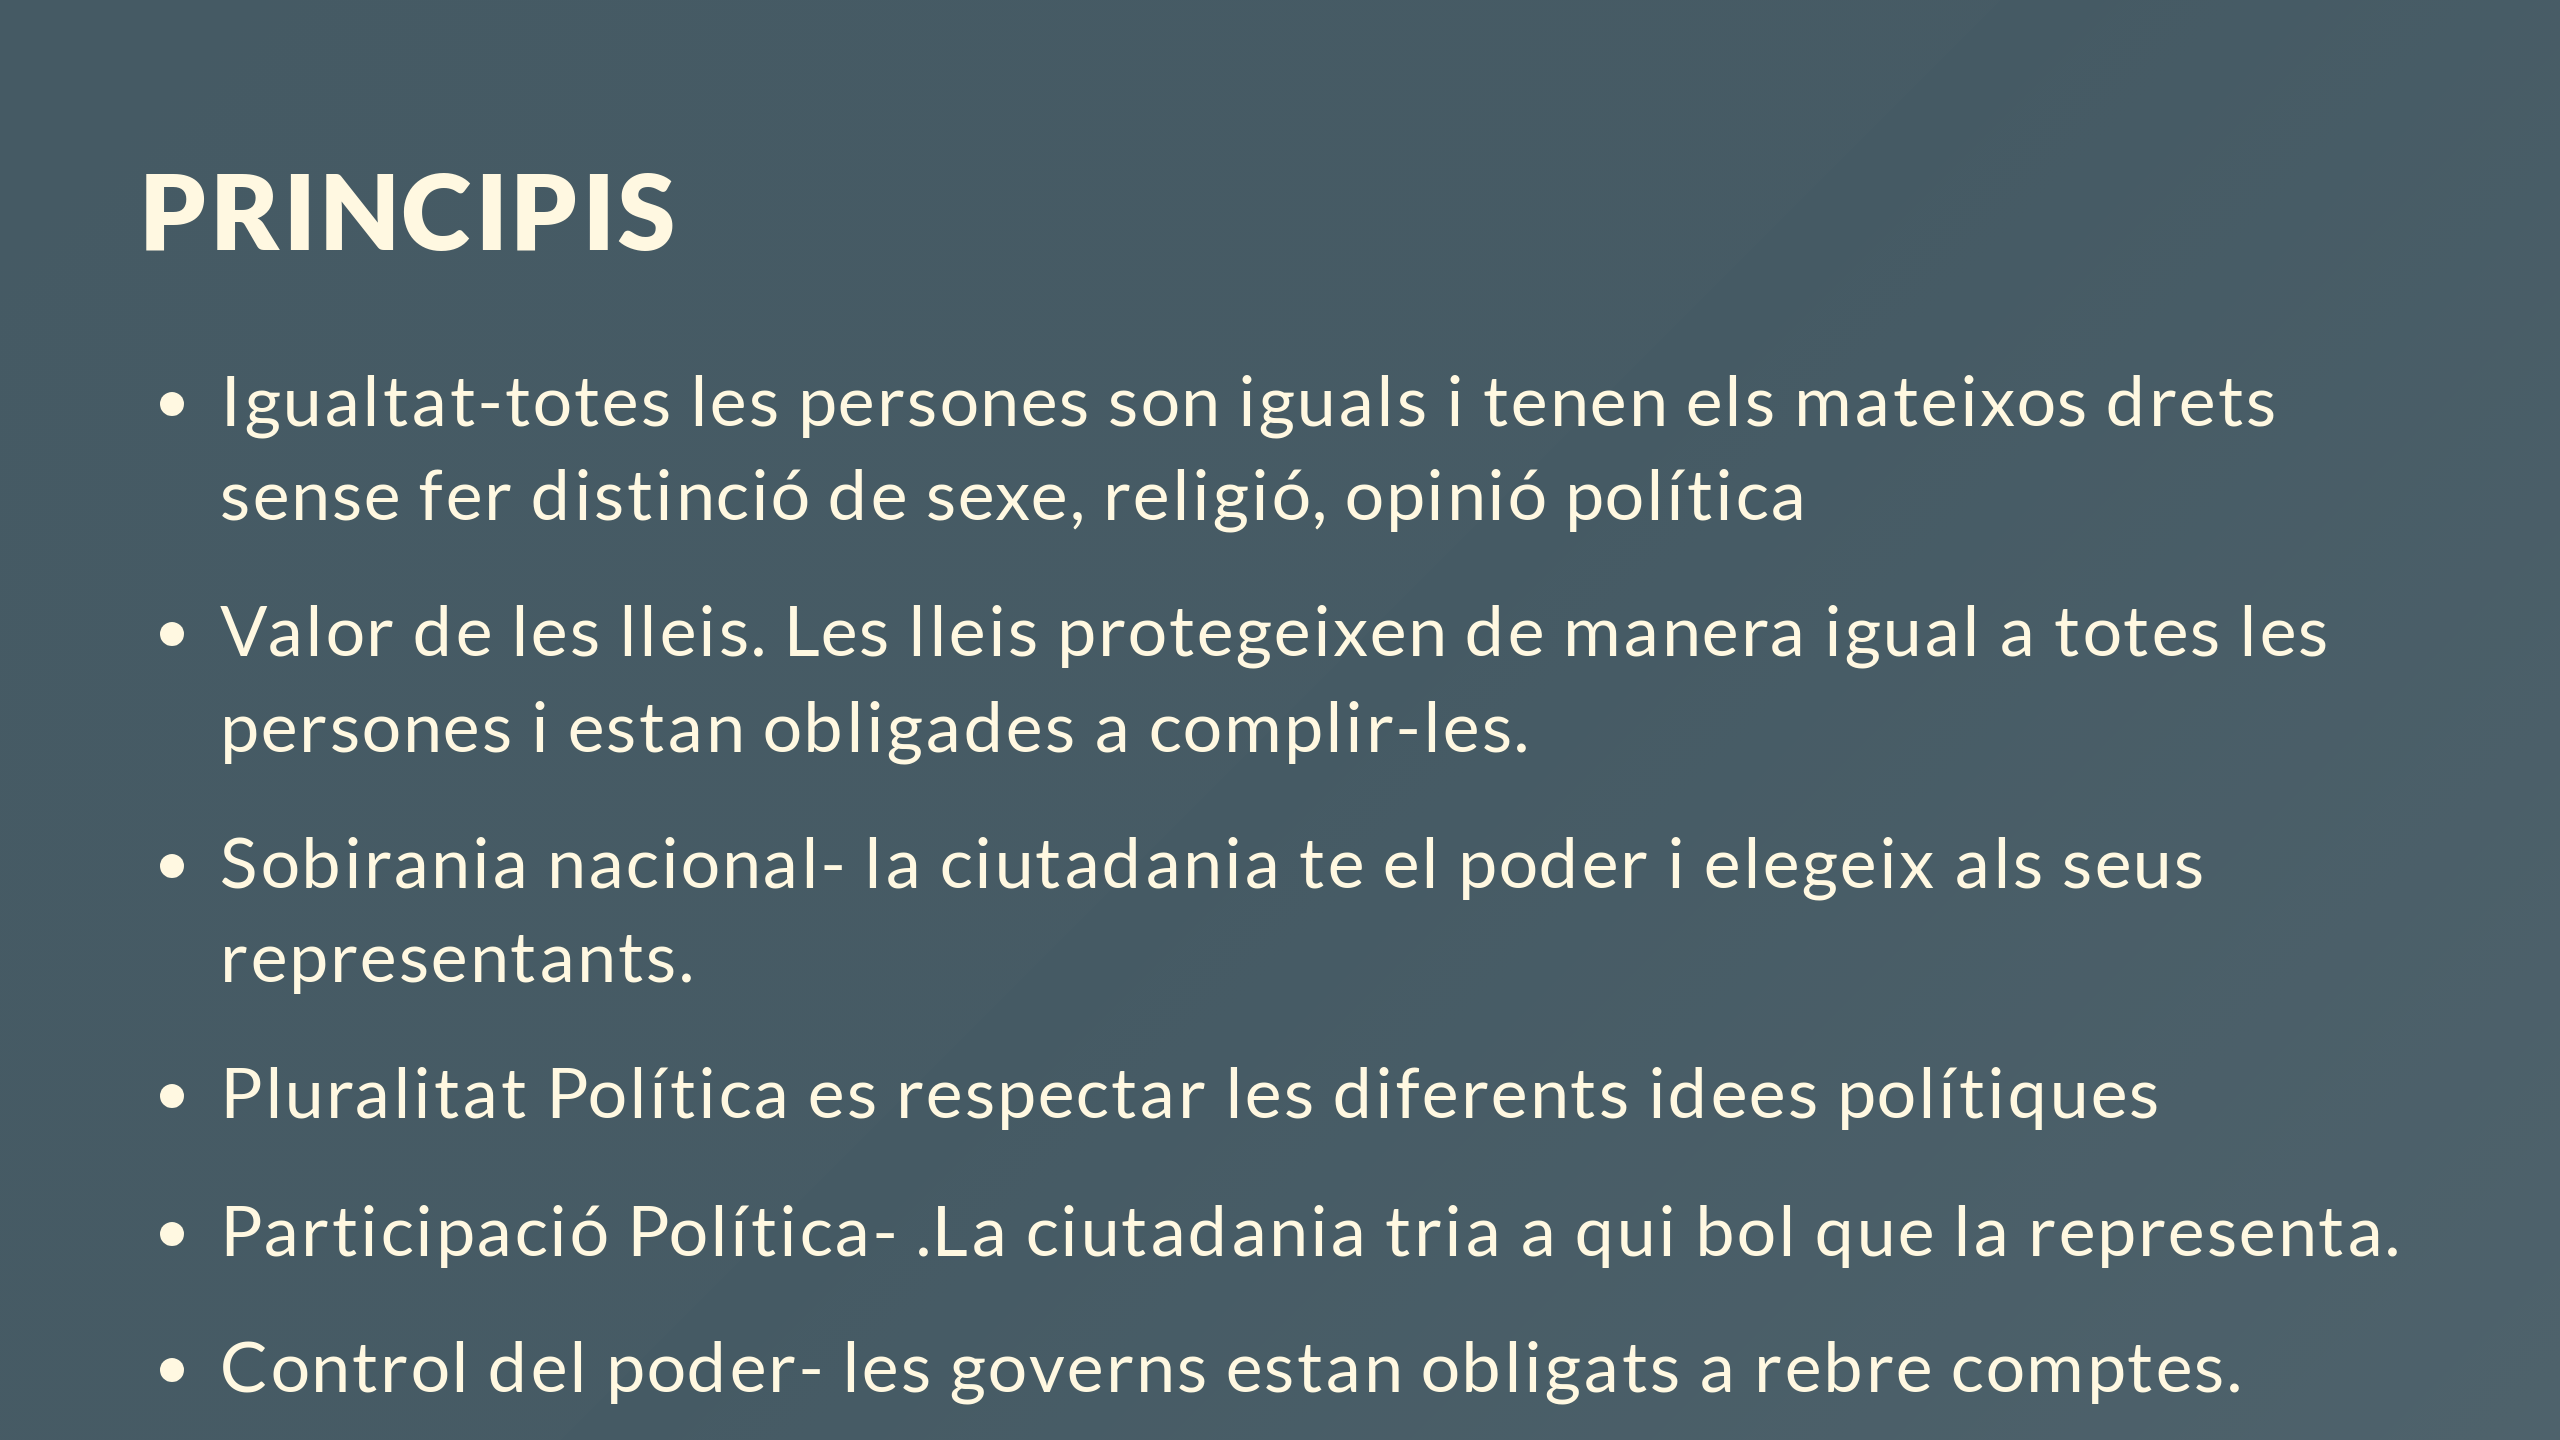 PRINCIPIS
• Igualtat-totes les persones son iguals i tenen els mateixos drets
sense fer distinció de sexe, religió, opinió política
• Valor de les lleis. Les lleis protegeixen de manera igual a totes les
persones i estan obligades a complir-les.
• Sobirania nacional- la ciutadania te el poder i elegeix als seus
representants.
• Pluralitat Política es respectar les diferents idees polítiques
• Participació Política- .La ciutadania tria a qui bol que la representa.
• Control del poder- les governs estan obligats a rebre comptes.